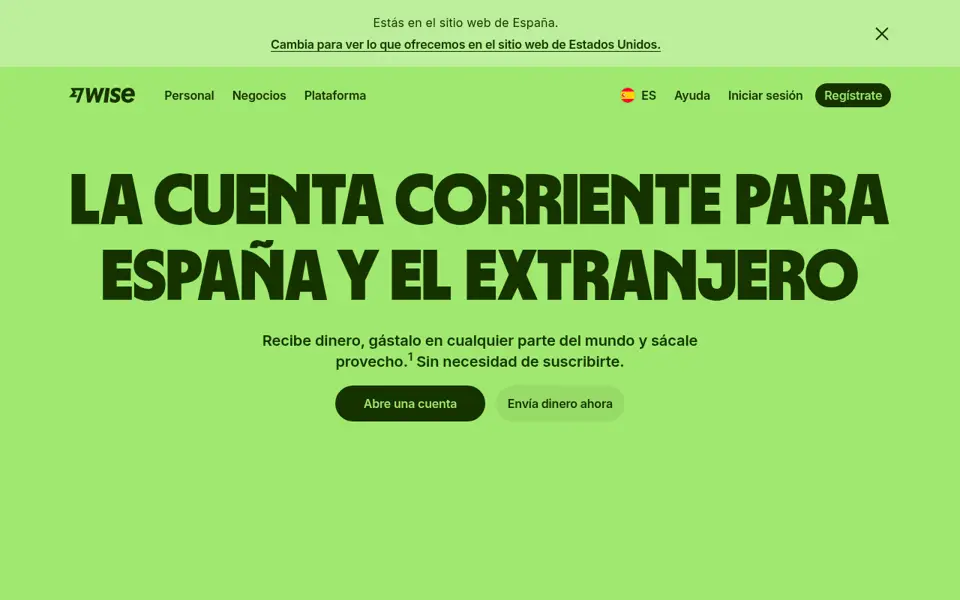 Estás en el sitio web de España.
Cambia para ver lo que ofrecemos en el sitio web de Estados Unidos.
WISE
Personal
Negocios
Plataforma
ES
Ayuda
Iniciar sesión
Regístrate
LA CUENTA CORRIENTE PARA
ESPAÑA Y EL EXTRANJERO
Recibe dinero, gástalo en cualquier parte del mundo y sácale
provecho.1 Sin necesidad de suscribirte.
Abre una cuenta
Envía dinero ahora